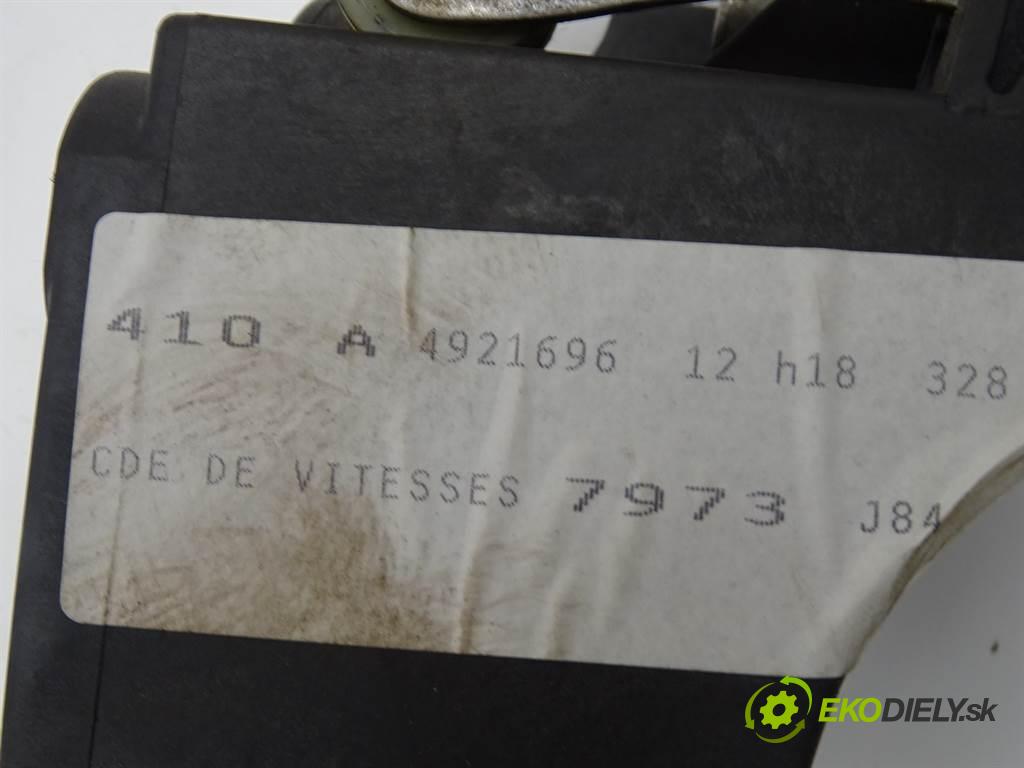 410 A 4921696 12 h18 328
CDE DE VITESSES 7973 J84
EKODIELY.sk